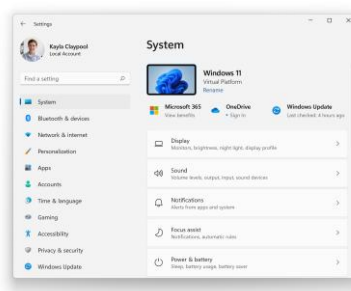 Settings
Kayla Claypool
Local Account
Find a setting
System
Bluetooth & devices
Network & internet
Personalization
Apps
Accounts
Time & language
Gaming
Accessibility
Privacy & security
Windows Update
System
Windows 11
Virtual Platform
Rename
Microsoft 365
View benefits
OneDrive
• Sign in
Windows Update
Last checked: 4 hours ago
Display
Monitors, brightness, night light, display profile
Sound
Volume levels, output, input, sound devices
Notifications
Alerts from apps and system
Focus assist
Notifications, automatic rules
Power & battery
Sleep, battery usage, battery saver